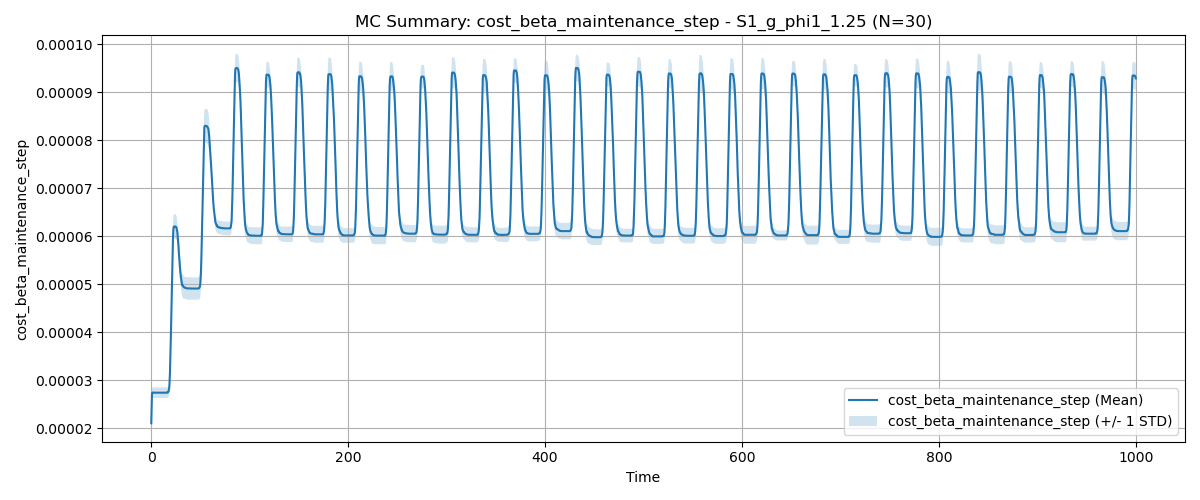 MC Summary: cost_beta_maintenance_step - S1_g_phi1_1.25 (N=30)
cost_beta_maintenance_step
0.00010
0.00009
0.00008
0.00007
0.00006
0.00005
0.00004
0.00003
0.00002
cost_beta_maintenance_step (Mean)
cost_beta_maintenance_step (+/- 1 STD)
0 200 400 600 800 1000
Time